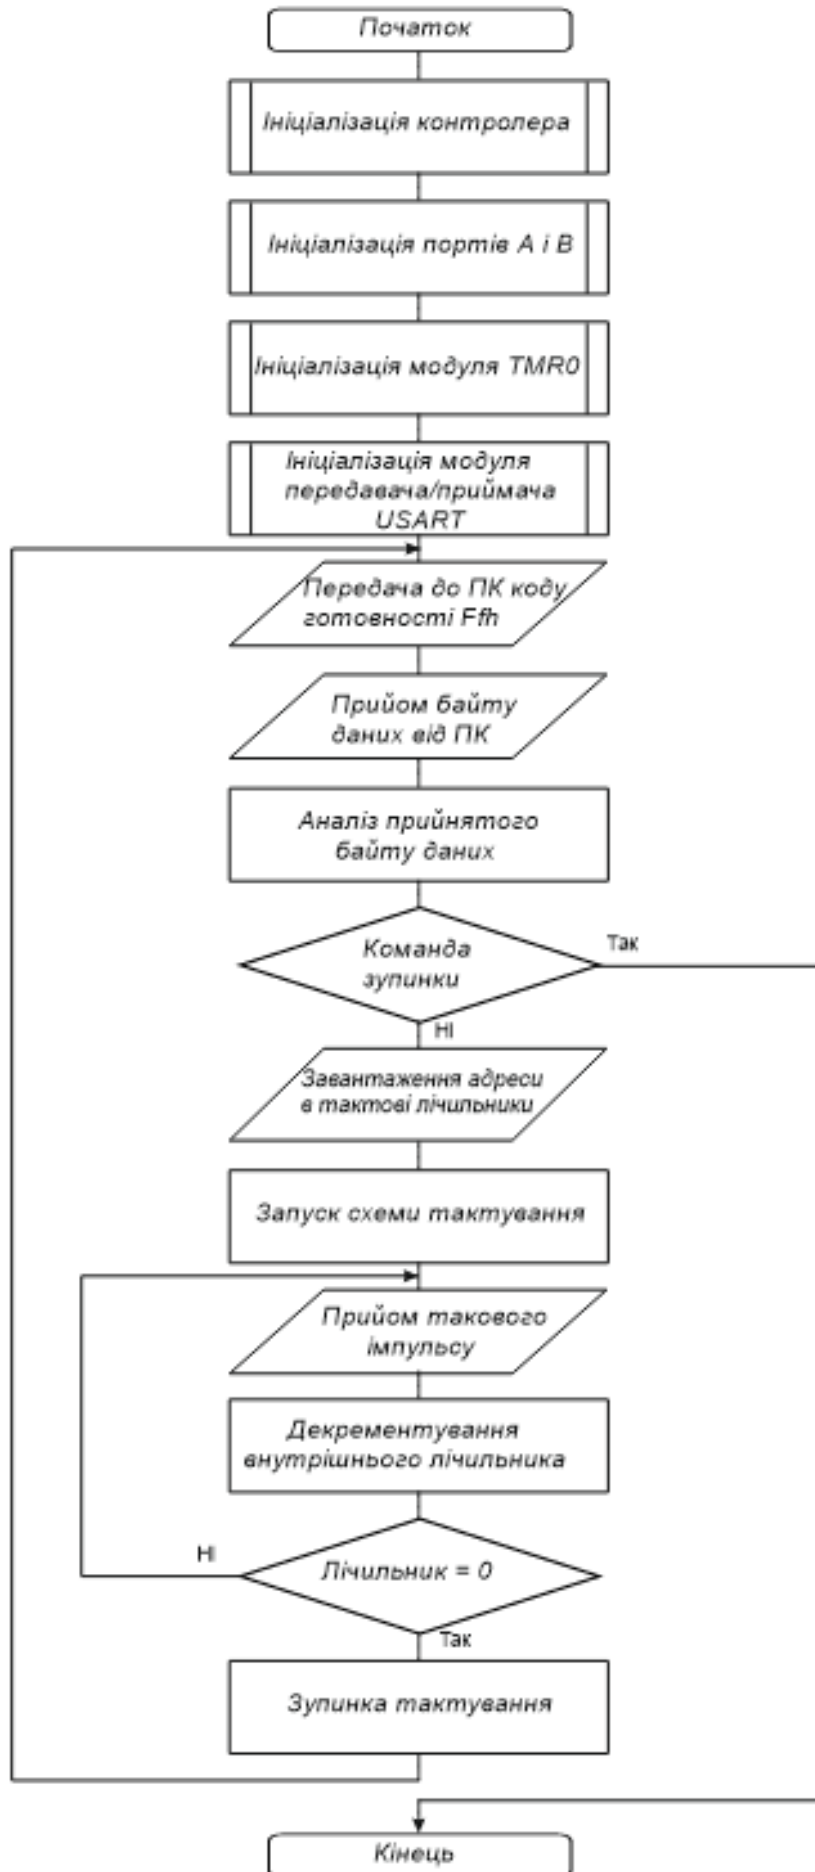 Початок
Ініціалізація контролера
Ініціалізація портів А і В
Ініціалізація модуля TMR0
Ініціалізація модуля
передавача/приймача
USART
Передача до ПК коду
готовності Ffh
Прийом байту
даних від ПК
Аналіз прийнятого
байту даних
Команда
зупинки
Так
НІ
Завантаження адреси
в тактові лічильники
Запуск схеми тактування
Прийом такового
імпульсу
Декрементування
внутрішнього лічильника
НІ
Лічильник = 0
Так
Зупинка тактування
Кінець